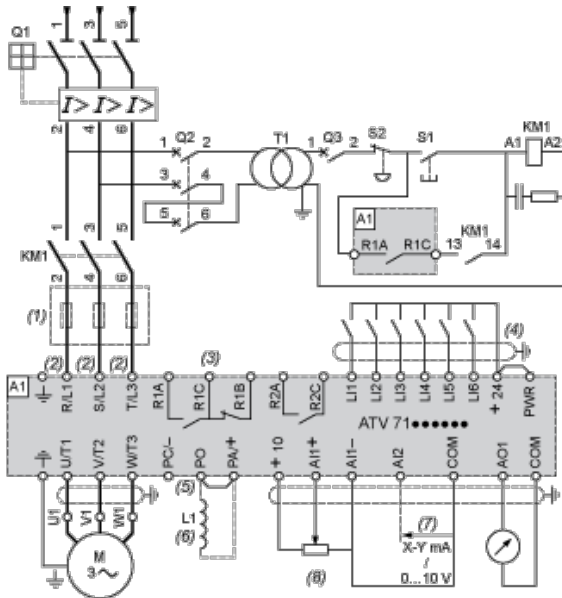 Q1
1
3
5
I>
I>
I>
2
4
6
1
Q2
2
3
4
5
6
T1
1
Q3
2
S2
S1
KM1
A1
A2
A1
R1A
R1C
KM1
13
14
KM1
1
3
5
2
4
6
(1)
(2)
(2)
(2)
(3)
(4)
A1
R/L1
S/L2
T/L3
R1A
R1C
R1B
R2A
R2C
LI1
LI2
LI3
LI4
LI5
LI6
+24
PWR
ATV 71●●●●●●
U/T1
V/T2
W/T3
PC/-
PO
PA/+
+10
AI1+
AI1-
AI2
COM
AO1
COM
U1
V1
W1
(5)
L1
(6)
(7)
X-Y mA
/
0...10 V
(8)
M
3~